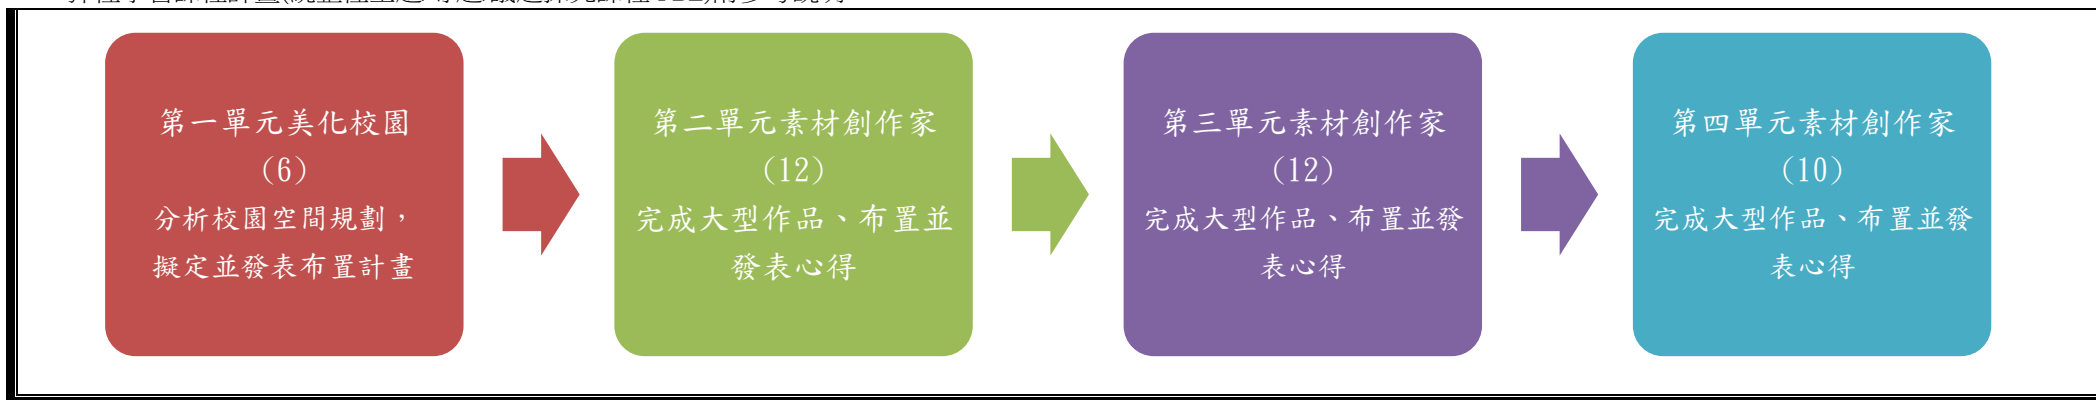 第一單元美化校園
(6)
分析校園空間規劃，
擬定並發表布置計畫
第二單元素材創作家
(12)
完成大型作品、布置並
發表心得
第三單元素材創作家
(12)
完成大型作品、布置並發
表心得
第四單元素材創作家
(10)
完成大型作品、布置並發
表心得